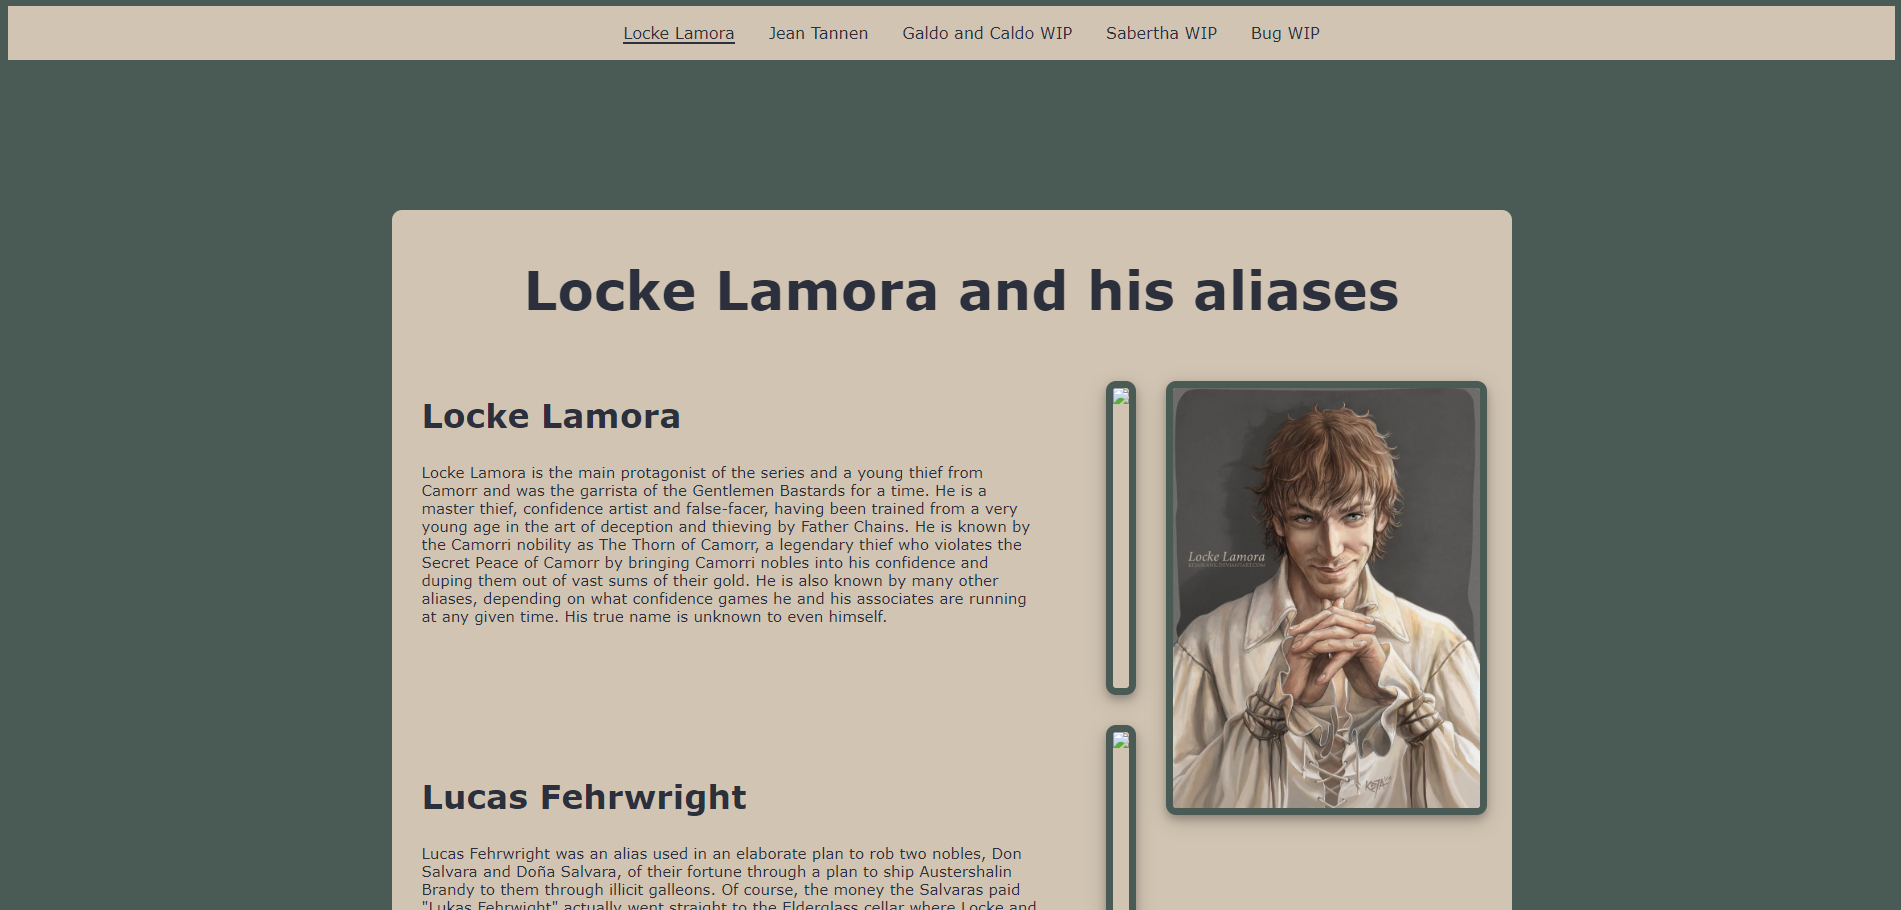 Locke Lamora Jean Tannen Galdo and Caldo WIP Sabertha WIP Bug WIP
Locke Lamora and his aliases
Locke Lamora
Locke Lamora is the main protagonist of the series and a young thief from
Camorr and was the garrista of the Gentlemen Bastards for a time. He is a
master thief, confidence artist and false-facer, having been trained from a very
young age in the art of deception and thieving by Father Chains. He is known by
the Camorri nobility as The Thorn of Camorr, a legendary thief who violates the
Secret Peace of Camorr by bringing Camorri nobles into his confidence and
duping them out of vast sums of their gold. He is also known by many other
aliases, depending on what confidence games he and his associates are running
at any given time. His true name is unknown to even himself.
Locke Lamora
Lucas Fehrwright
Lucas Fehrwright was an alias used in an elaborate plan to rob two nobles, Don
Salvara and Doña Salvara, of their fortune through a plan to ship Austershalin
Brandy to them through illicit galleons. Of course, the money the Salvaras paid
"Lukas Fehrwight" actually went straight to the Elderglass cellar where Locke and